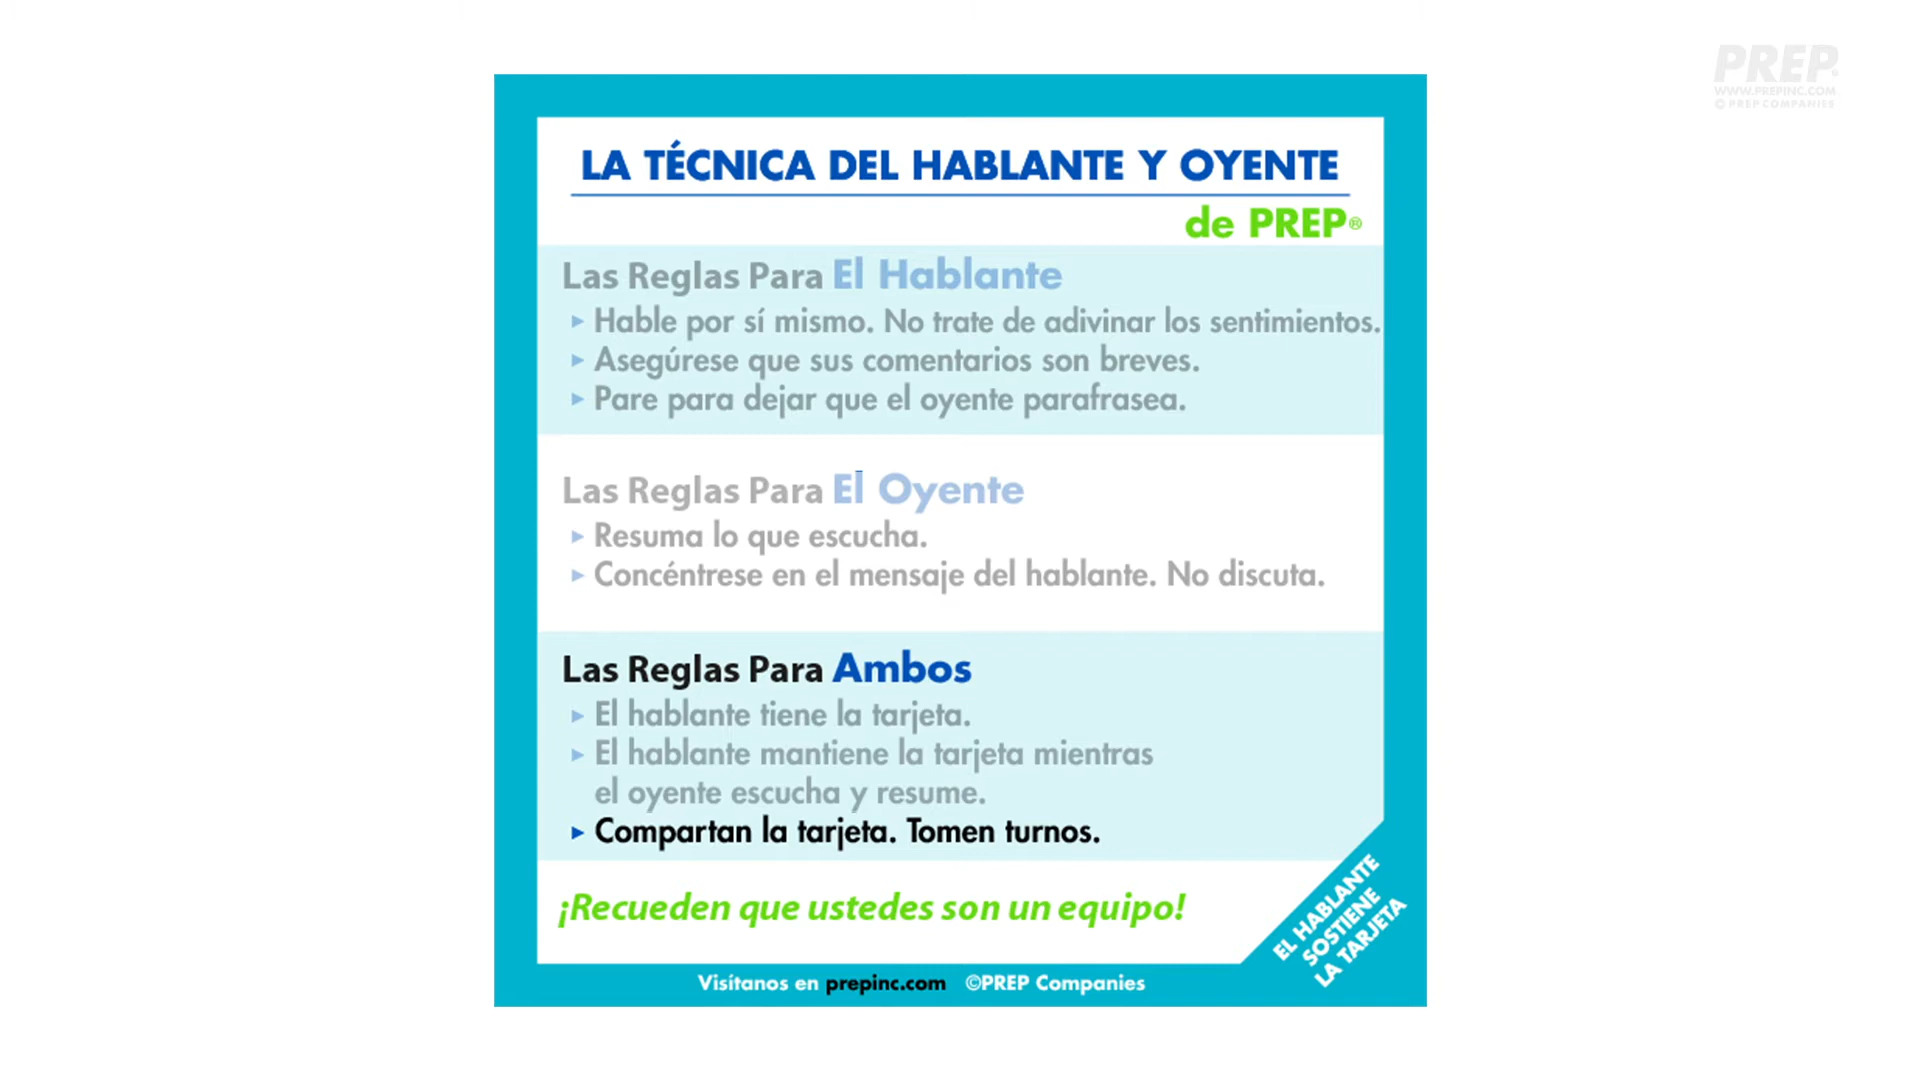 PREP®
WWW.PREPINC.COM
© PREP COMPANIES
LA TÉCNICA DEL HABLANTE Y OYENTE
de PREP®
Las Reglas Para El Hablante
► Hable por sí mismo. No trate de adivinar los sentimientos.
► Asegúrese que sus comentarios son breves.
► Pare para dejar que el oyente parafrasea.
Las Reglas Para El Oyente
► Resuma lo que escucha.
► Concéntrese en el mensaje del hablante. No discuta.
Las Reglas Para Ambos
► El hablante tiene la tarjeta.
► El hablante mantiene la tarjeta mientras
el oyente escucha y resume.
► Compartan la tarjeta. Tomen turnos.
¡Recueden que ustedes son un equipo!
EL HABLANTE
SOSTIENE
LA TARJETA
Visítanos en prepinc.com ©PREP Companies